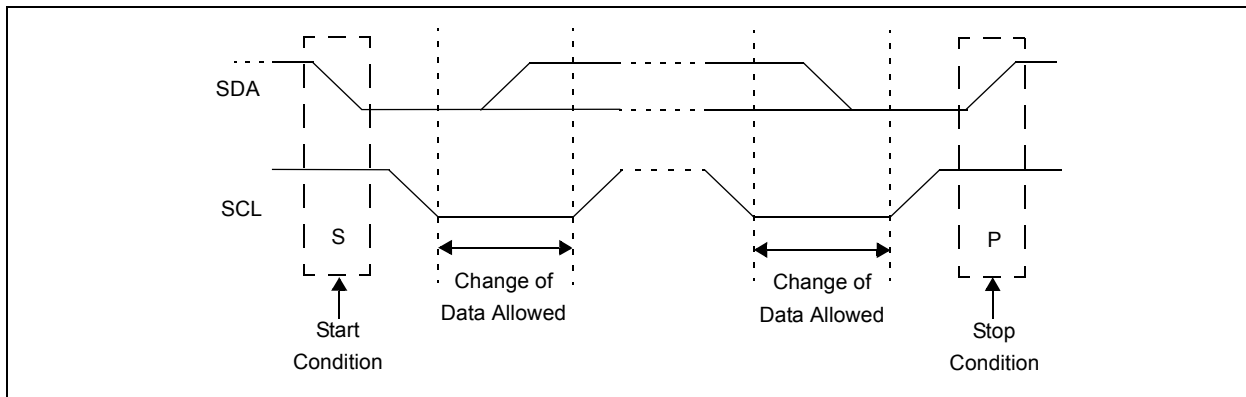 SDA
SCL
S
P
Change of
Data Allowed
Change of
Data Allowed
Start
Condition
Stop
Condition